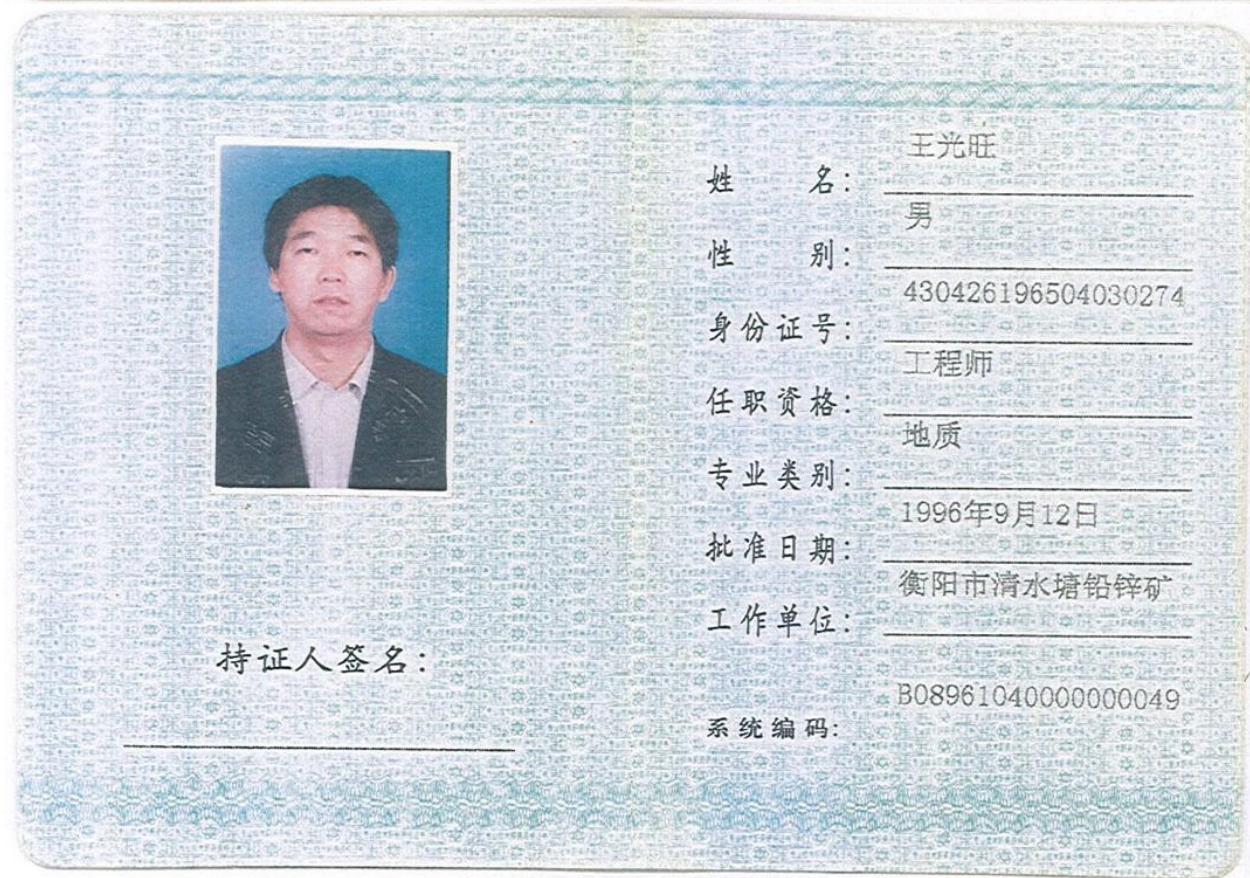 姓名：王光旺
性别：男
身份证号：430426196504030274
任职资格：工程师
专业类别：地质
批准日期：1996年9月12日
工作单位：衡阳市清水塘铅锌矿
系统编码：B08961040000000049
持证人签名：